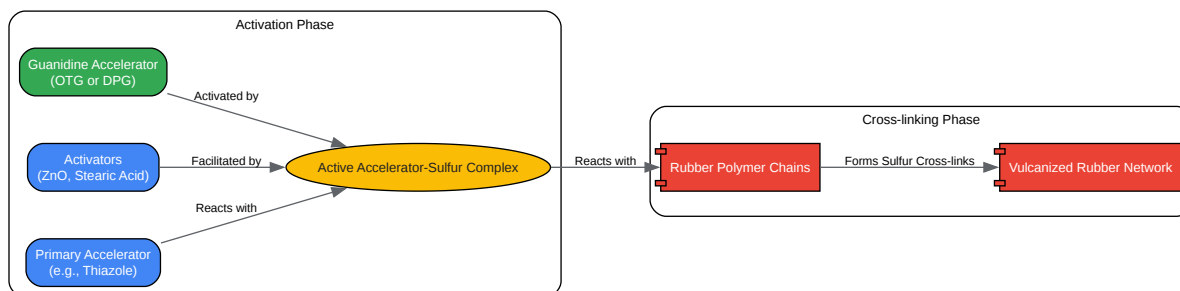 Activation Phase
Guanidine Accelerator
(OTG or DPG)
Activated by
Activators
(ZnO, Stearic Acid)
Facilitated by
Primary Accelerator
(e.g., Thiazole)
Reacts with
Active Accelerator-Sulfur Complex
Reacts with
Cross-linking Phase
Rubber Polymer Chains
Forms Sulfur Cross-links
Vulcanized Rubber Network